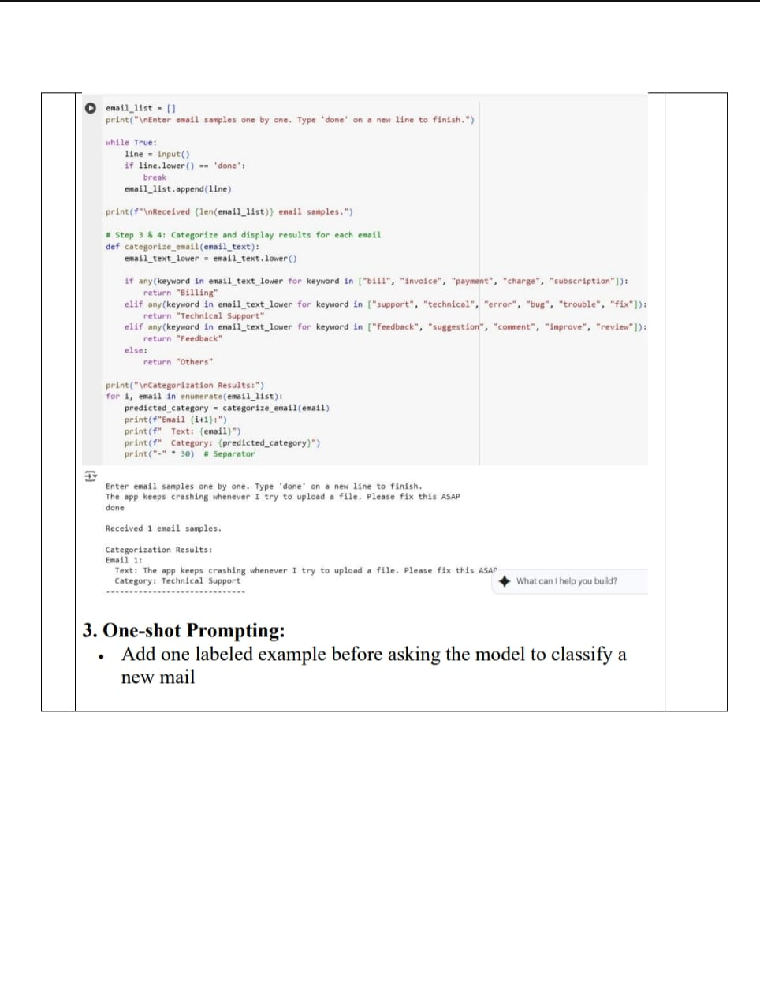 email_list = []
print("\nEnter email samples one by one. Type 'done' on a new line to finish.")
while True:
    line = input()
    if line.lower() == 'done':
        break
    email_list.append(line)
print(f"\nReceived {len(email_list)} email samples.")
# Step 3 & 4: Categorize and display results for each email
def categorize_email(email_text):
    email_text_lower = email_text.lower()
    if any(keyword in email_text_lower for keyword in ["bill", "invoice", "payment", "charge", "subscription"]):
        return "Billing"
    elif any(keyword in email_text_lower for keyword in ["support", "technical", "error", "bug", "trouble", "fix"]):
        return "Technical Support"
    elif any(keyword in email_text_lower for keyword in ["feedback", "suggestion", "comment", "improve", "review"]):
        return "Feedback"
    else:
        return "Others"
print("\nCategorization Results:")
for i, email in enumerate(email_list):
    predicted_category = categorize_email(email)
    print(f"Email {i+1}:")
    print(f"  Text: {email}")
    print(f"  Category: {predicted_category}")
    print("-" * 30)  # Separator
Enter email samples one by one. Type 'done' on a new line to finish.
The app keeps crashing whenever I try to upload a file. Please fix this ASAP
done
Received 1 email samples.
Categorization Results:
Email 1:
  Text: The app keeps crashing whenever I try to upload a file. Please fix this ASAP
  Category: Technical Support
------------------------------
What can I help you build?
3. One-shot Prompting:
• Add one labeled example before asking the model to classify a
new mail